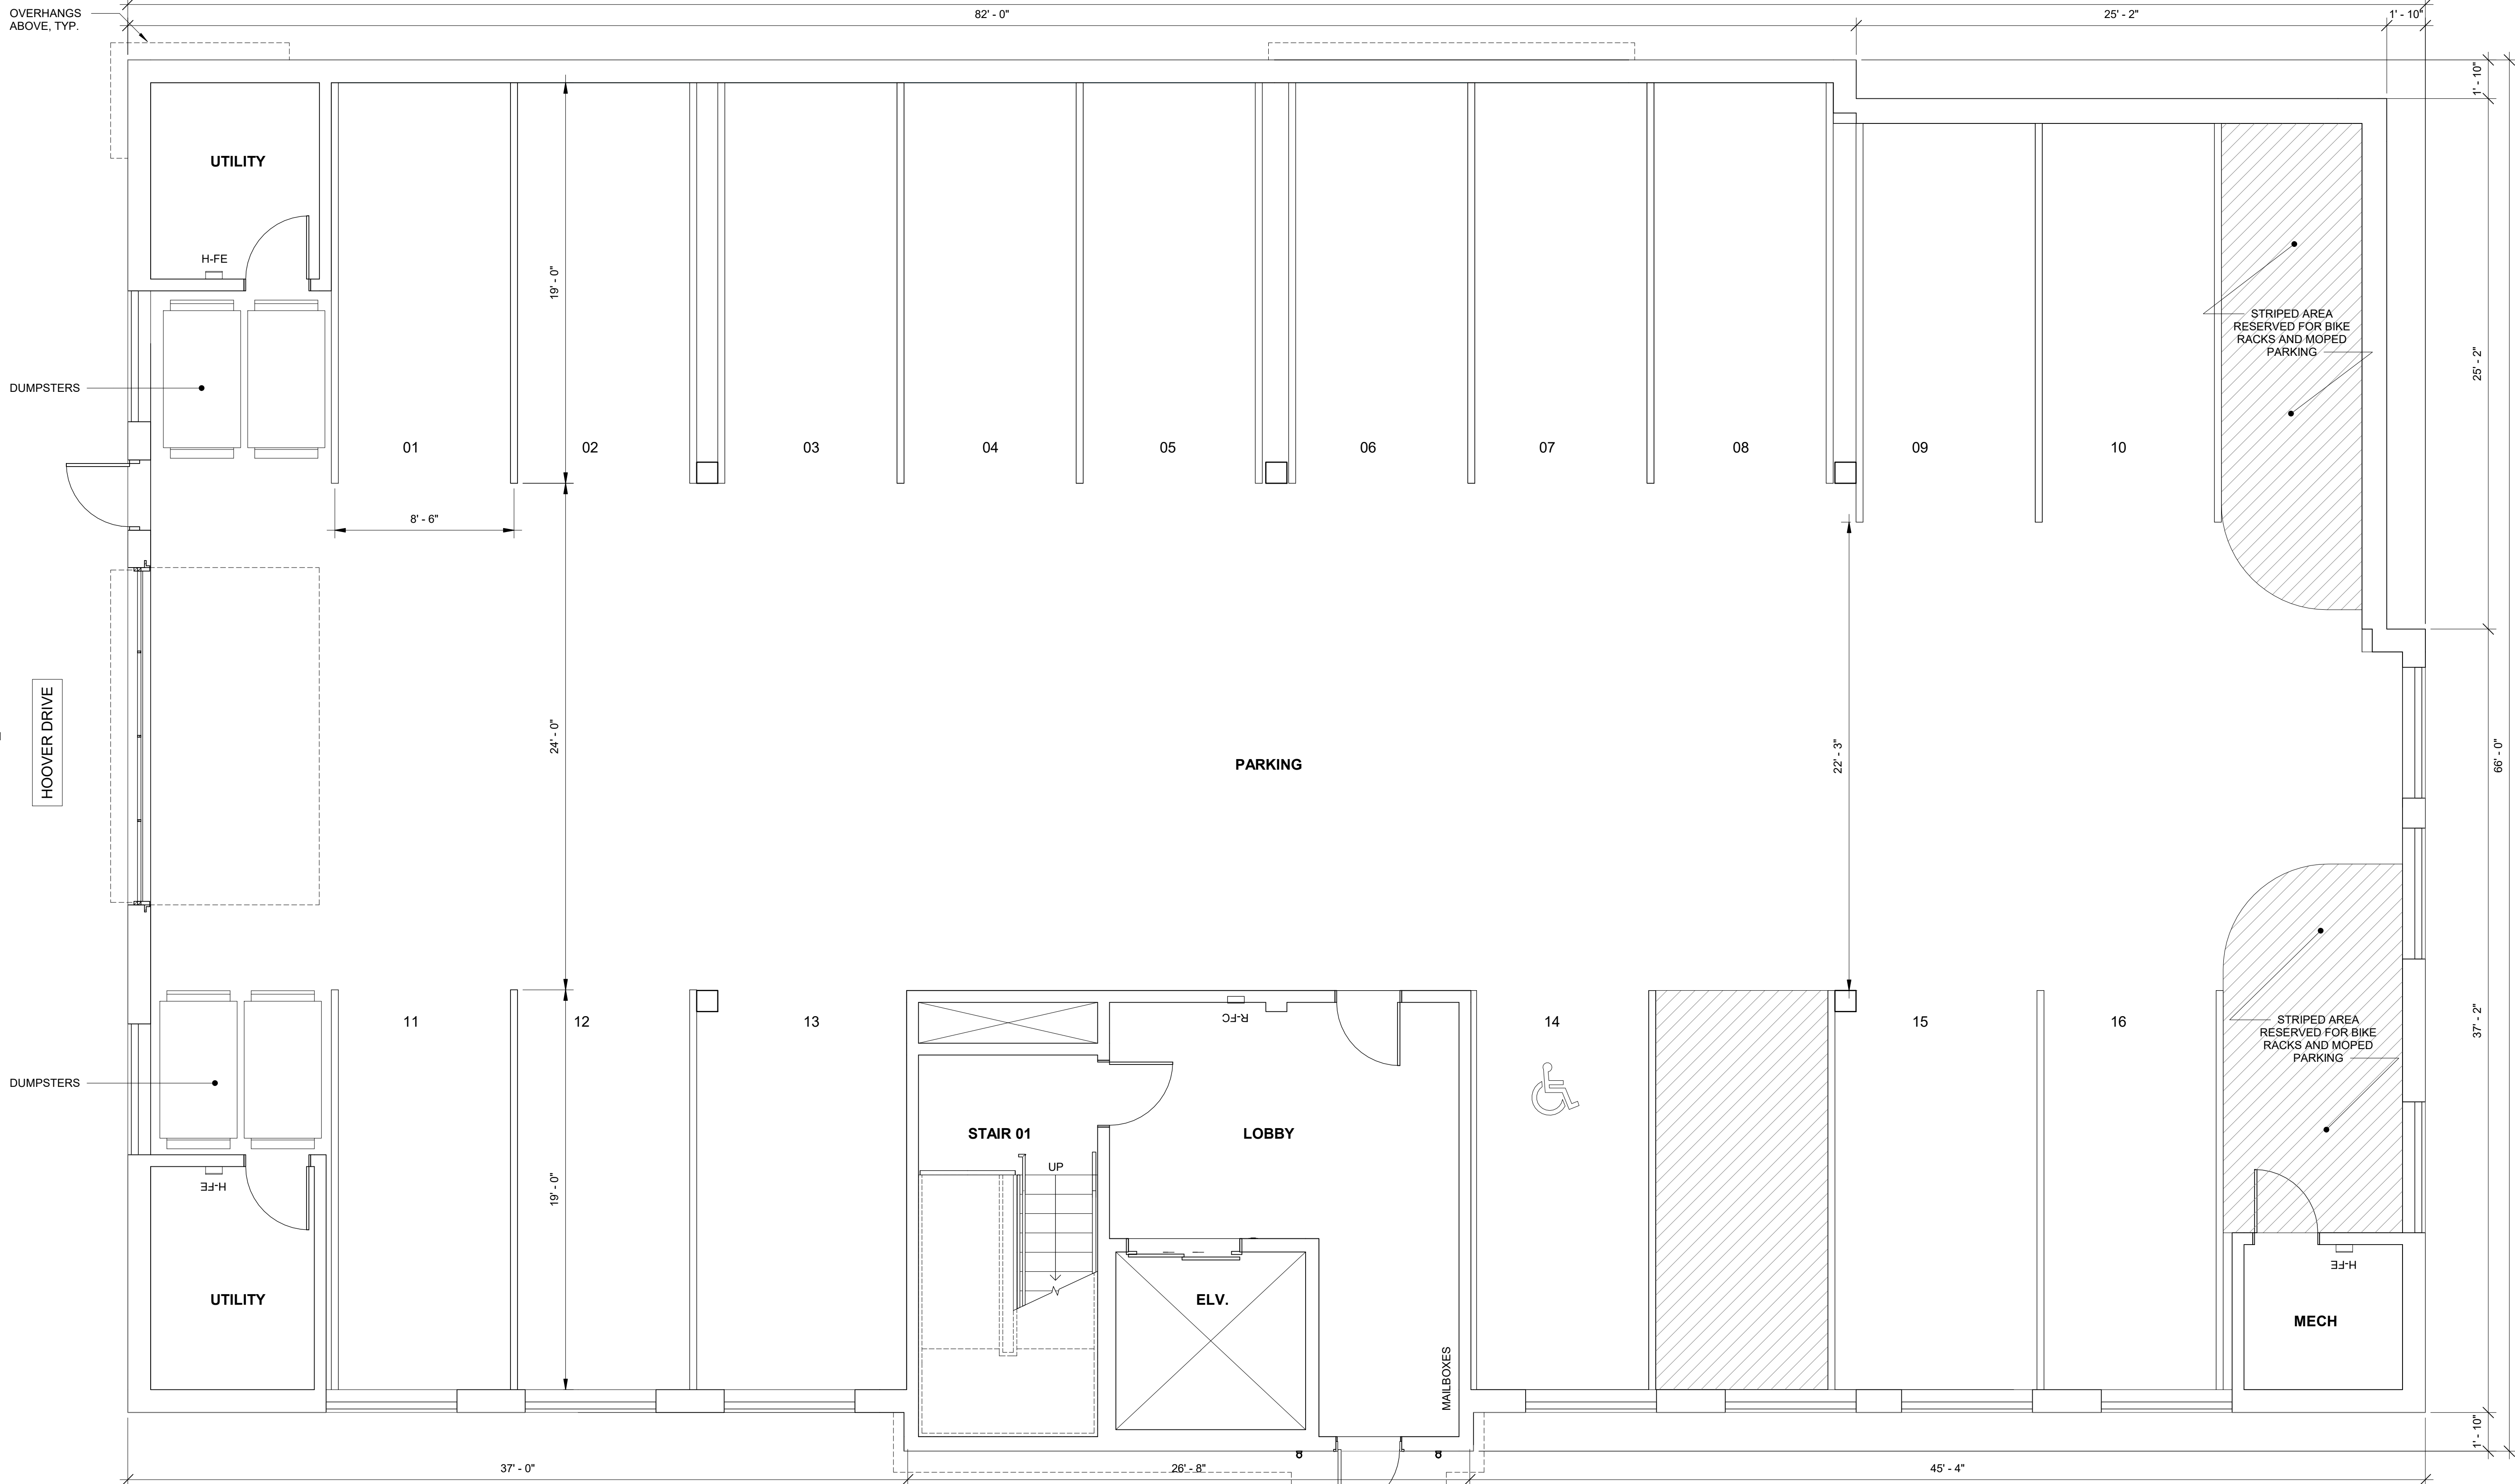 OVERHANGS
ABOVE, TYP.
82' - 0"
25' - 2"
1' - 10"
1' - 10"
UTILITY
H-FE
19' - 0"
STRIPED AREA
RESERVED FOR BIKE
RACKS AND MOPED
PARKING
25' - 2"
DUMPSTERS
01
02
03
04
05
06
07
08
09
10
8' - 6"
HOOVER DRIVE
24' - 0"
PARKING
22' - 3"
66' - 0"
11
12
13
R-FC
14
15
16
STRIPED AREA
RESERVED FOR BIKE
RACKS AND MOPED
PARKING
37' - 2"
DUMPSTERS
STAIR 01
LOBBY
UP
H-FE
19' - 0"
H-FE
UTILITY
ELV.
MECH
MAILBOXES
1' - 10"
37' - 0"
26' - 8"
45' - 4"